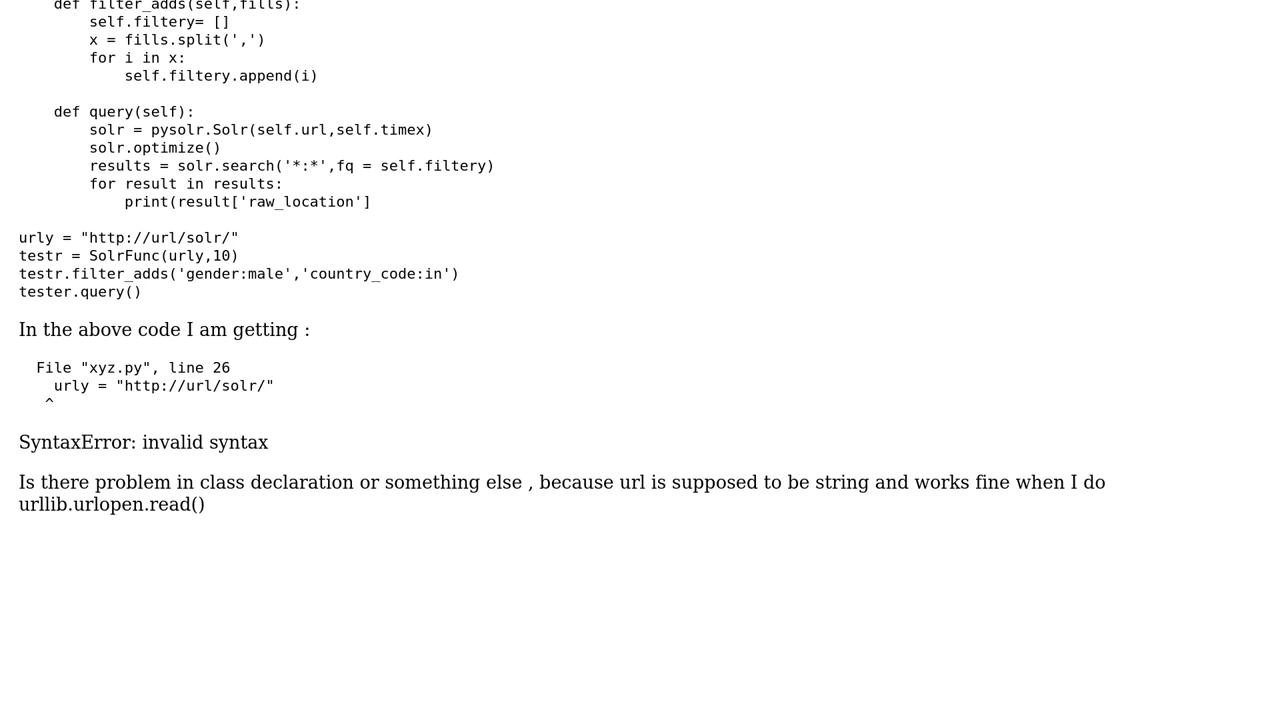 def filter_adds(self,fills):
self.filtery= []
x = fills.split(',')
for i in x:
self.filtery.append(i)
def query(self):
solr = pysolr.Solr(self.url,self.timex)
solr.optimize()
results = solr.search('*:*',fq = self.filtery)
for result in results:
print(result['raw_location']
urly = "http://url/solr/"
testr = SolrFunc(urly,10)
testr.filter_adds('gender:male','country_code:in')
tester.query()
In the above code I am getting :
File "xyz.py", line 26
urly = "http://url/solr/"
^
SyntaxError: invalid syntax
Is there problem in class declaration or something else , because url is supposed to be string and works fine when I do
urllib.urlopen.read()